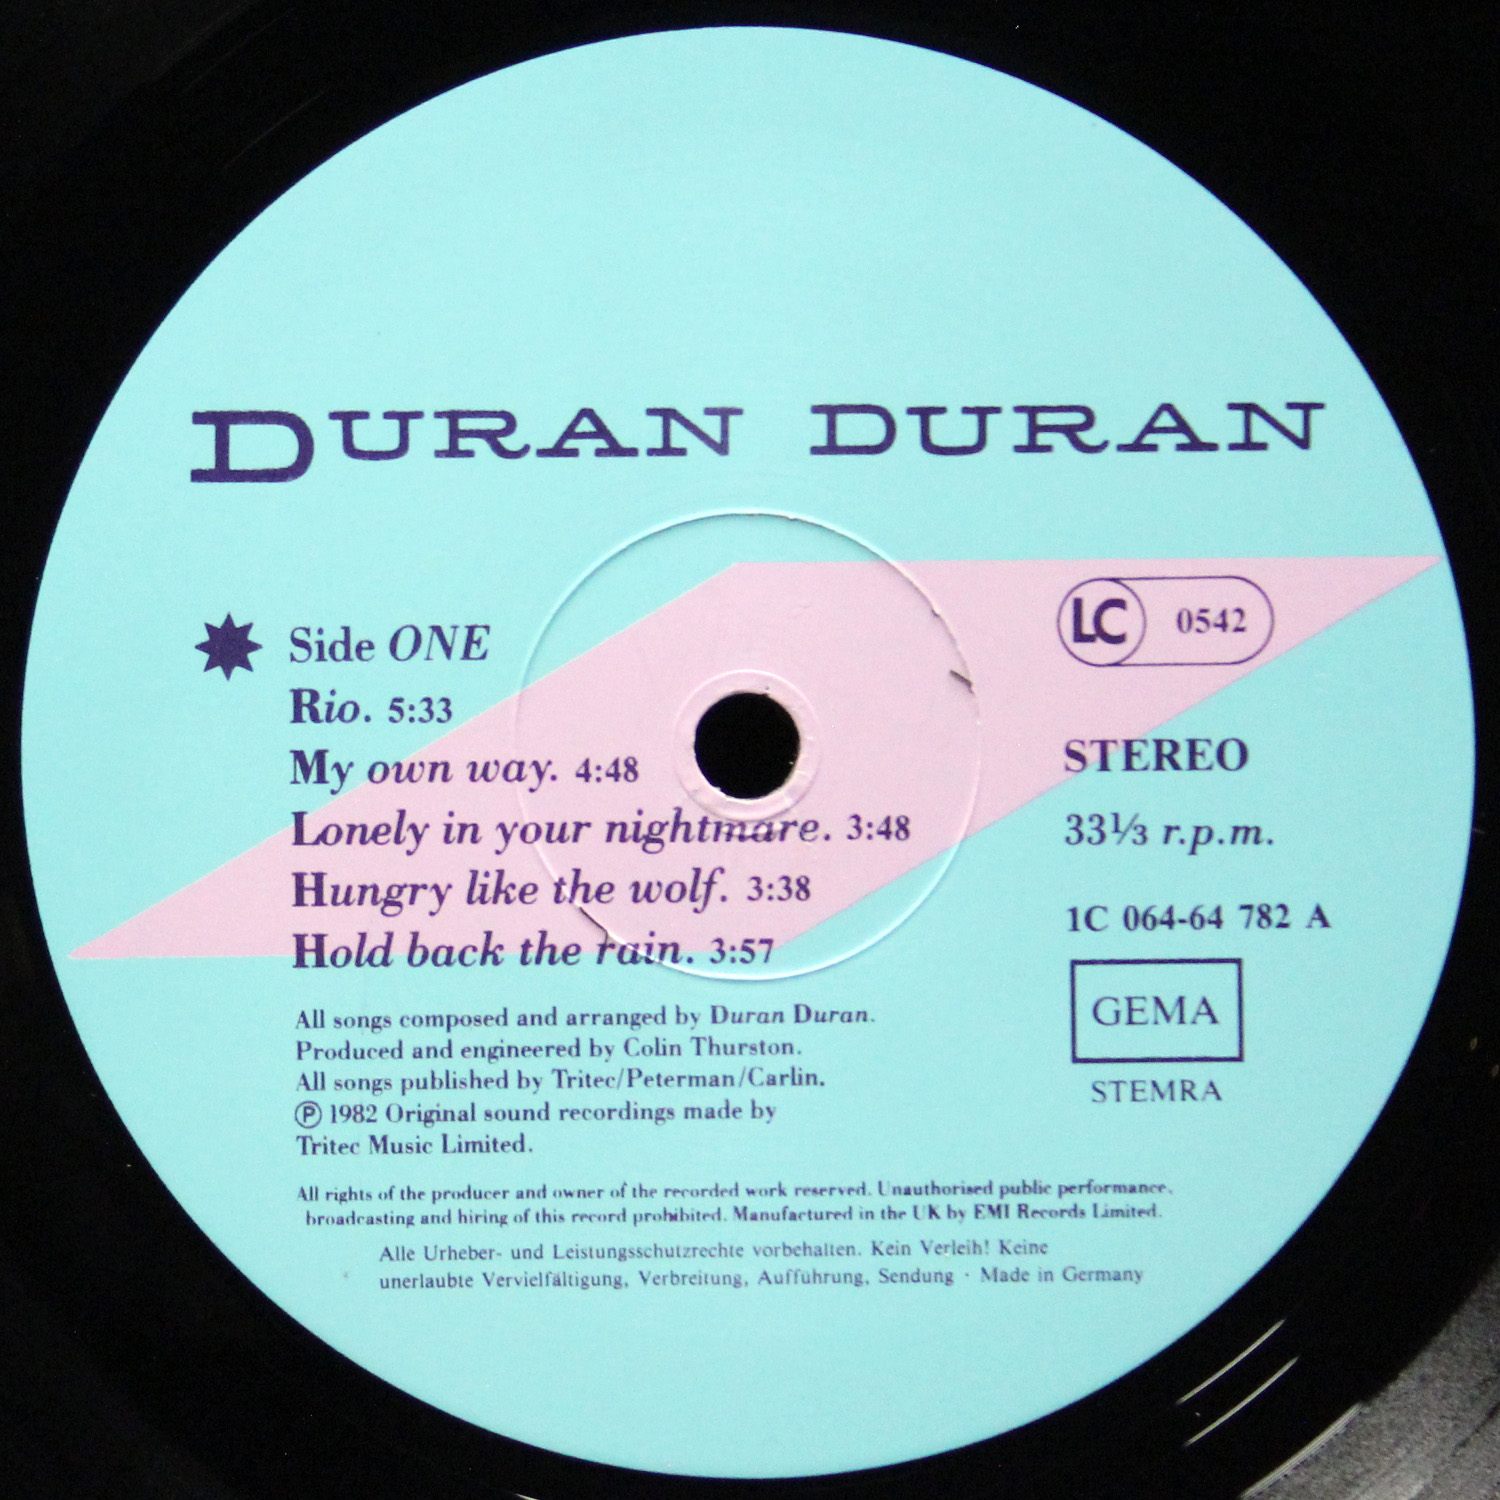 DURAN DURAN
LC 0542
Side ONE
Rio. 5:33
My own way. 4:48
Lonely in your nightmare. 3:48
Hungry like the wolf. 3:38
Hold back the rain. 3:57
STEREO
33⅓ r.p.m.
1C 064-64 782 A
GEMA
STEMRA
All songs composed and arranged by Duran Duran.
Produced and engineered by Colin Thurston.
All songs published by Tritec/Peterman/Carlin.
℗ 1982 Original sound recordings made by
Tritec Music Limited.
All rights of the producer and owner of the recorded work reserved. Unauthorised public performance,
broadcasting and hiring of this record prohibited. Manufactured in the UK by EMI Records Limited.
Alle Urheber- und Leistungsschutzrechte vorbehalten. Kein Verleih! Keine
unerlaubte Vervielfältigung, Verbreitung, Aufführung, Sendung · Made in Germany